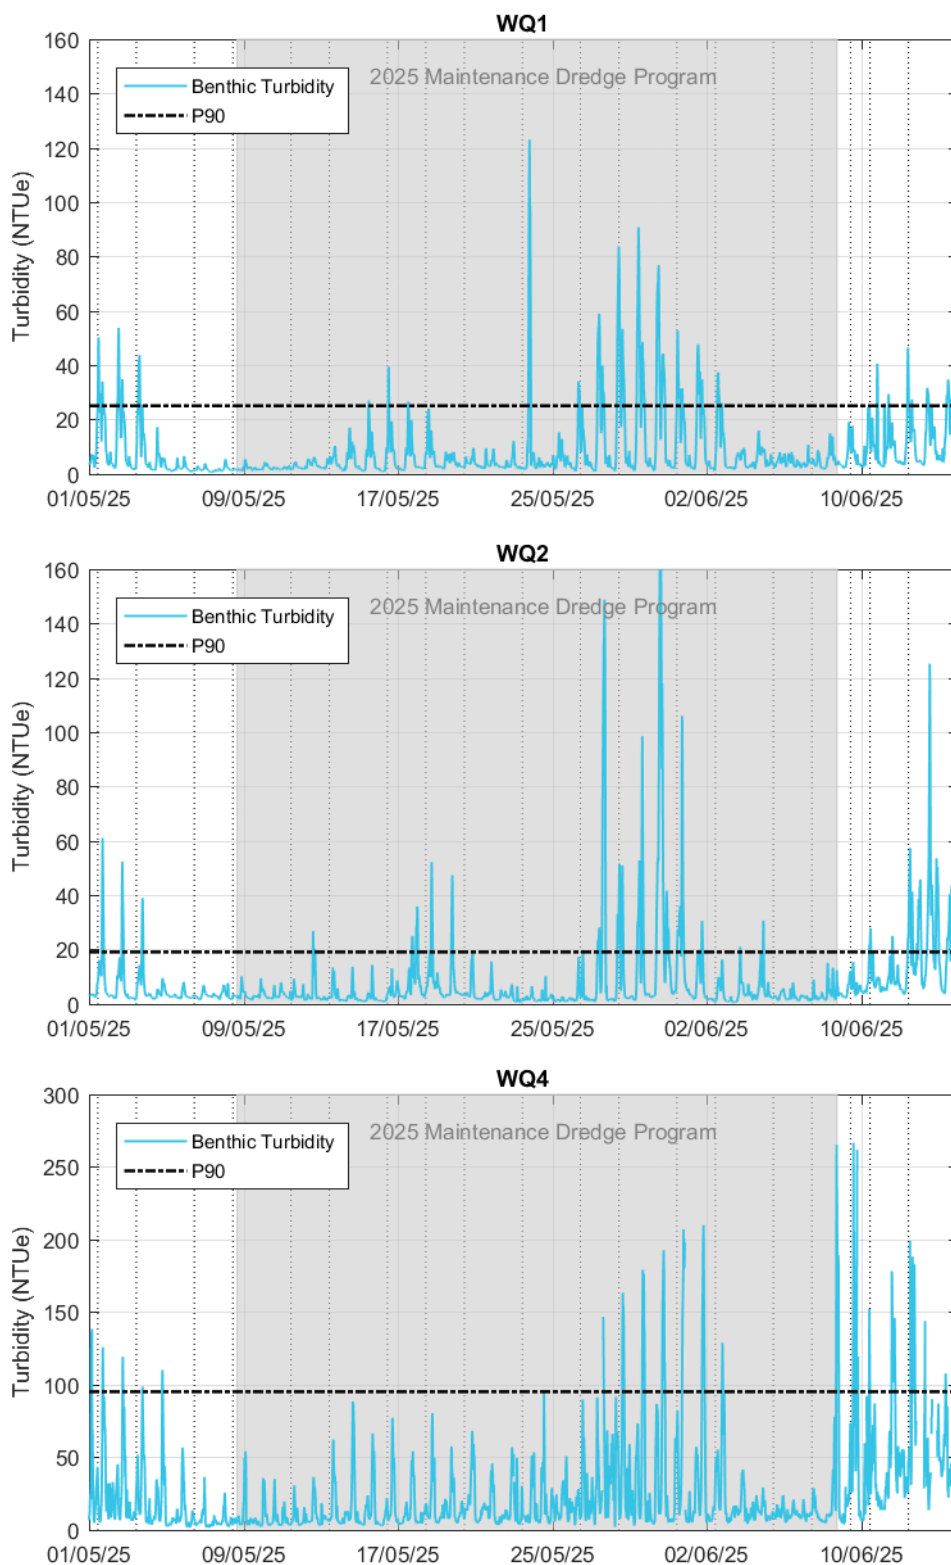 WQ1
160
2025 Maintenance Dredge Program
Benthic Turbidity
P90
140
120
100
80
60
40
20
0
Turbidity (NTUe)
01/05/25 09/05/25 17/05/25 25/05/25 02/06/25 10/06/25
WQ2
160
2025 Maintenance Dredge Program
Benthic Turbidity
P90
140
120
100
80
60
40
20
0
Turbidity (NTUe)
01/05/25 09/05/25 17/05/25 25/05/25 02/06/25 10/06/25
WQ4
300
2025 Maintenance Dredge Program
Benthic Turbidity
P90
250
200
150
100
50
0
Turbidity (NTUe)
01/05/25 09/05/25 17/05/25 25/05/25 02/06/25 10/06/25